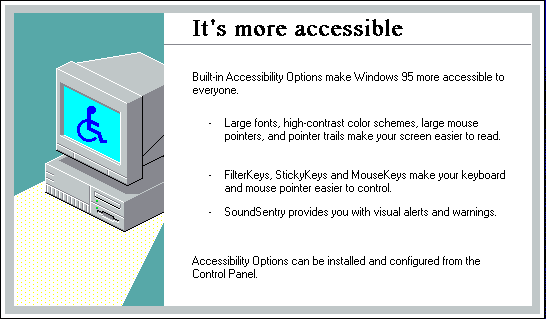 It's more accessible
Built-in Accessibility Options make Windows 95 more accessible to
everyone.
- Large fonts, high-contrast color schemes, large mouse
pointers, and pointer trails make your screen easier to read.
- FilterKeys, StickyKeys and MouseKeys make your keyboard
and mouse pointer easier to control.
- SoundSentry provides you with visual alerts and warnings.
Accessibility Options can be installed and configured from the
Control Panel.